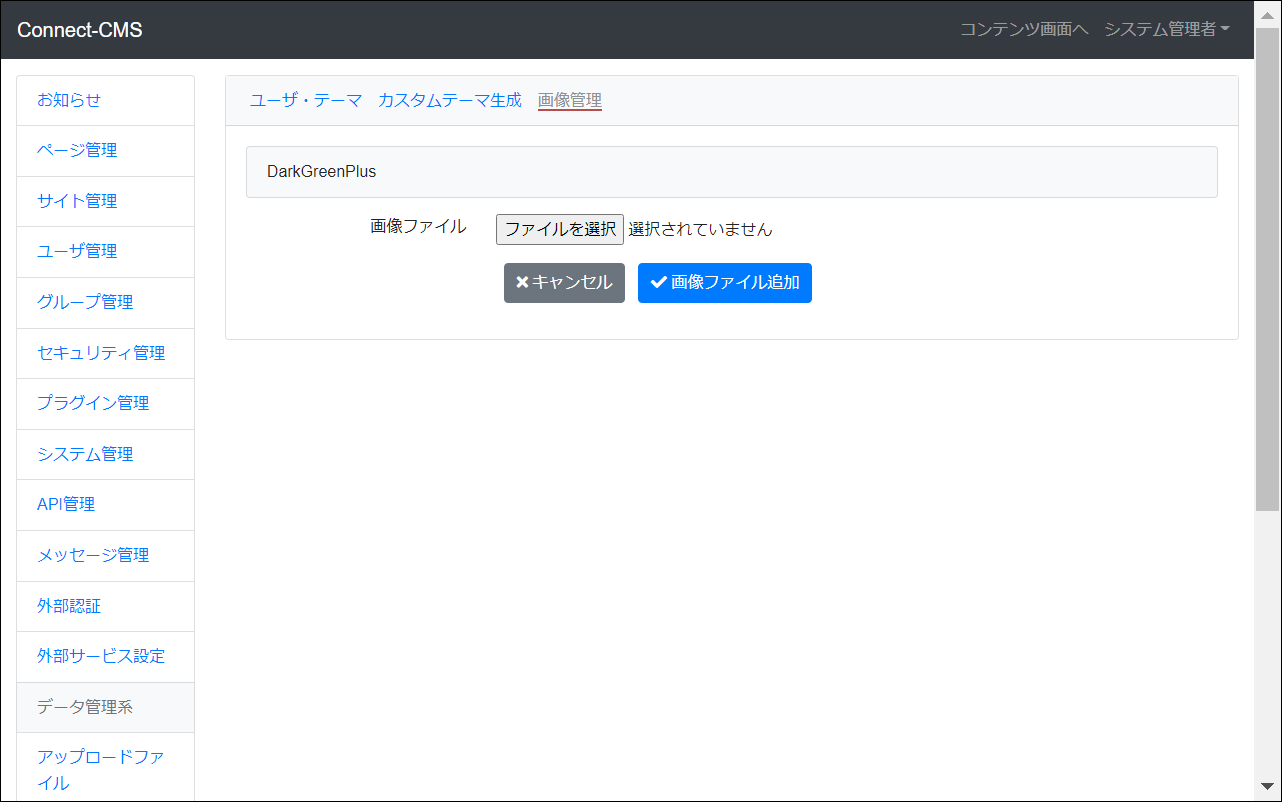 Connect-CMS
コンテンツ画面へ システム管理者
お知らせ
ページ管理
サイト管理
ユーザ管理
グループ管理
セキュリティ管理
プラグイン管理
システム管理
API管理
メッセージ管理
外部認証
外部サービス設定
データ管理系
アップロードファ
イル
ユーザ・テーマ カスタムテーマ生成 画像管理
DarkGreenPlus
画像ファイル ファイルを選択 選択されていません
キャンセル 画像ファイル追加